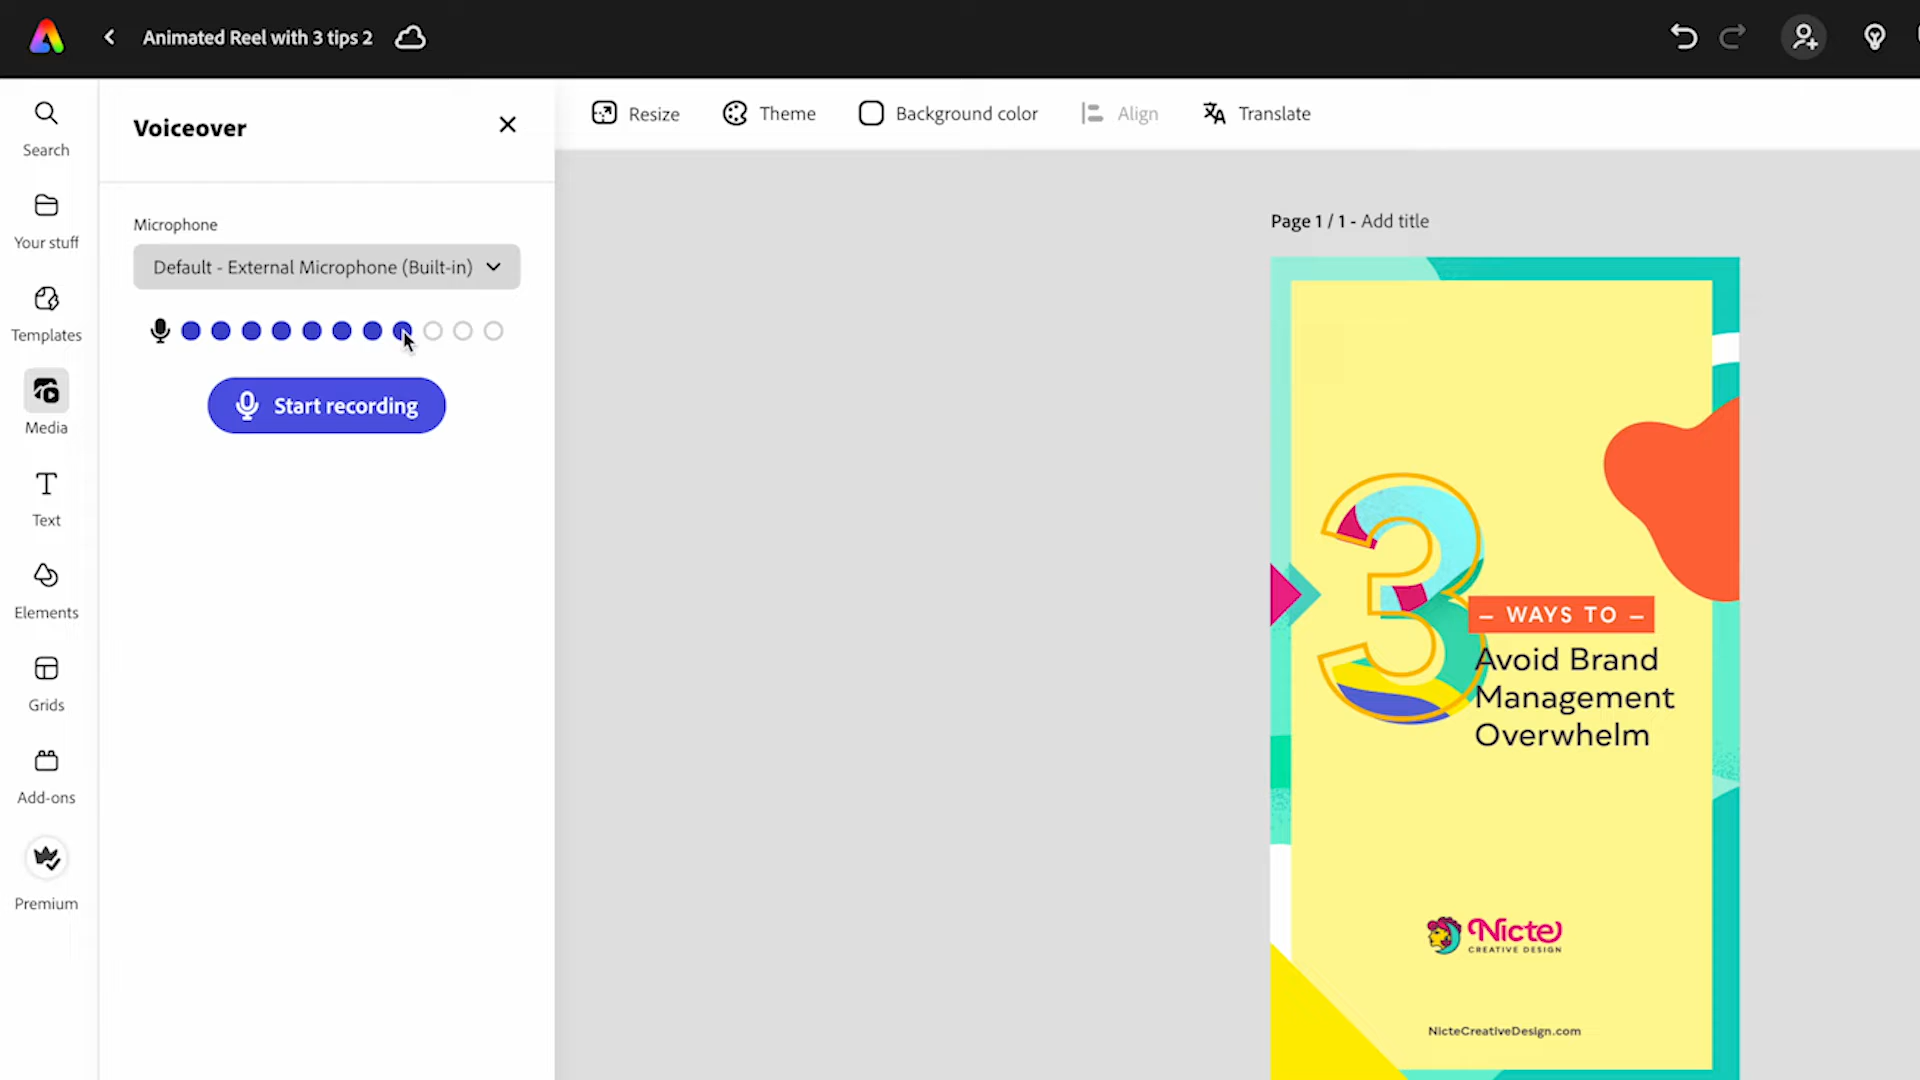 Animated Reel with 3 tips 2
Search
Your stuff
Templates
Media
Text
Elements
Grids
Add-ons
Premium
Voiceover
Microphone
Default - External Microphone (Built-in)
Start recording
Resize
Theme
Background color
Align
Translate
Page 1 / 1 - Add title
3
– WAYS TO –
Avoid Brand
Management
Overwhelm
Nicte
CREATIVE DESIGN
NicteCreativeDesign.com